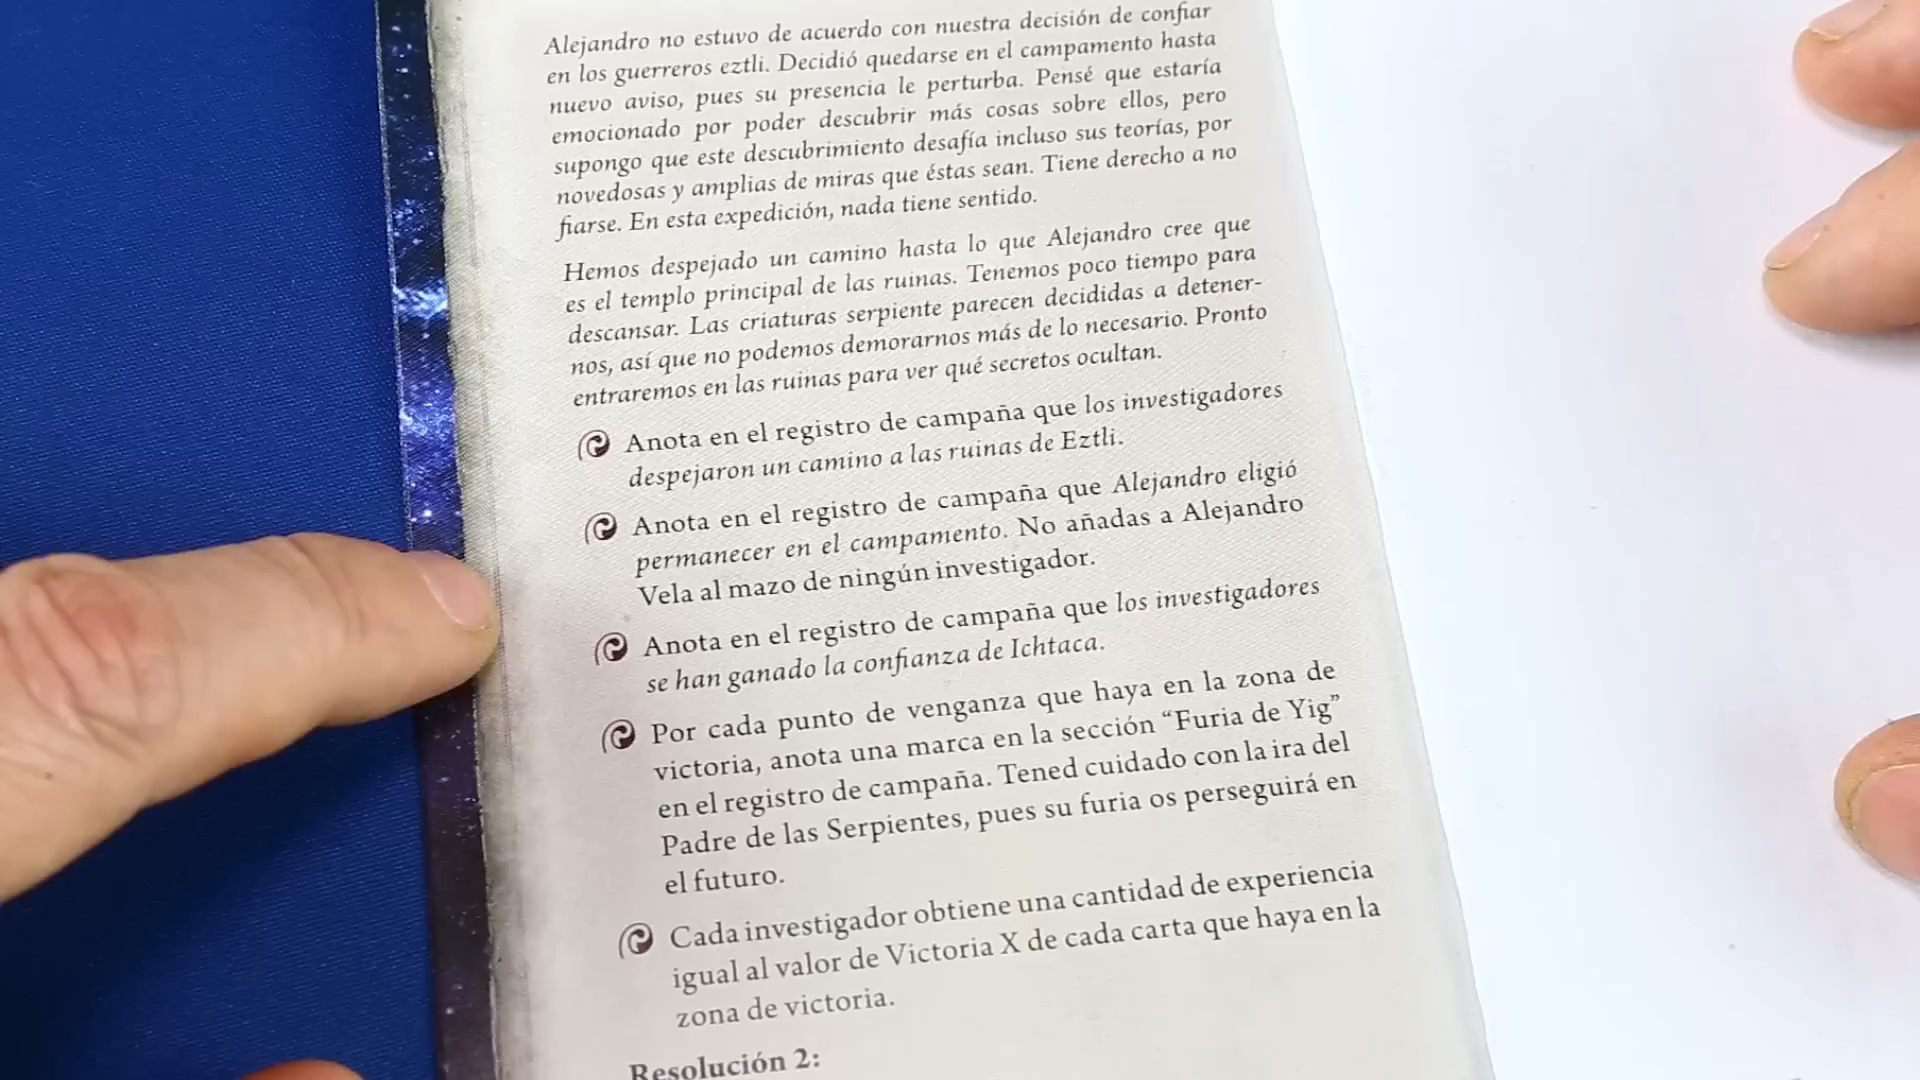 Alejandro no estuvo de acuerdo con nuestra decisión de confiar
en los guerreros eztli. Decidió quedarse en el campamento hasta
nuevo aviso, pues su presencia le perturba. Pensé que estaría
emocionado por poder descubrir más cosas sobre ellos, pero
supongo que este descubrimiento desafía incluso sus teorías, por
novedosas y amplias de miras que éstas sean. Tiene derecho a no
fiarse. En esta expedición, nada tiene sentido.
Hemos despejado un camino hasta lo que Alejandro cree que
es el templo principal de las ruinas. Tenemos poco tiempo para
descansar. Las criaturas serpiente parecen decididas a detener-
nos, así que no podemos demorarnos más de lo necesario. Pronto
entraremos en las ruinas para ver qué secretos ocultan.
Anota en el registro de campaña que los investigadores
despejaron un camino a las ruinas de Eztli.
Anota en el registro de campaña que Alejandro eligió
permanecer en el campamento. No añadas a Alejandro
Vela al mazo de ningún investigador.
Anota en el registro de campaña que los investigadores
se han ganado la confianza de Ichtaca.
Por cada punto de venganza que haya en la zona de
victoria, anota una marca en la sección “Furia de Yig”
en el registro de campaña. Tened cuidado con la ira del
Padre de las Serpientes, pues su furia os perseguirá en
el futuro.
Cada investigador obtiene una cantidad de experiencia
igual al valor de Victoria X de cada carta que haya en la
zona de victoria.
Resolución 2: